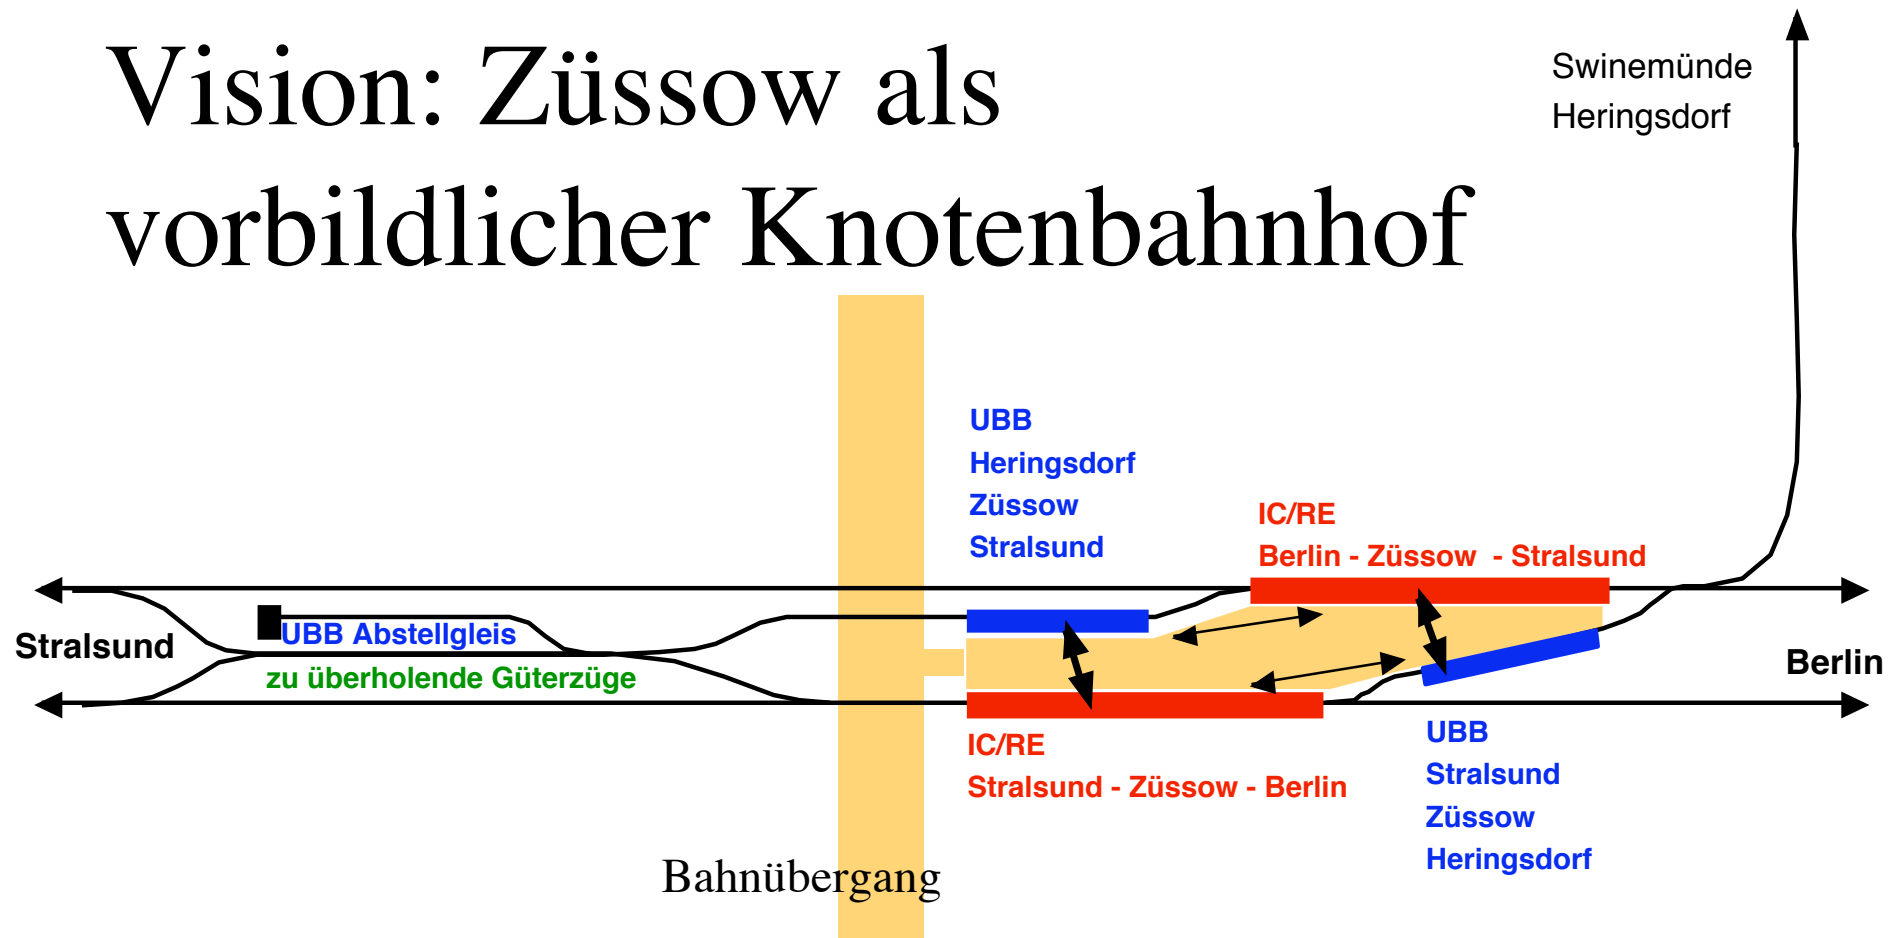 Vision: Züssow als
vorbildlicher Knotenbahnhof
Swinemünde
Heringsdorf
UBB
Heringsdorf
Züssow
Stralsund
IC/RE
Berlin - Züssow - Stralsund
Stralsund
UBB Abstellgleis
zu überholende Güterzüge
Berlin
IC/RE
Stralsund - Züssow - Berlin
UBB
Stralsund
Züssow
Heringsdorf
Bahnübergang